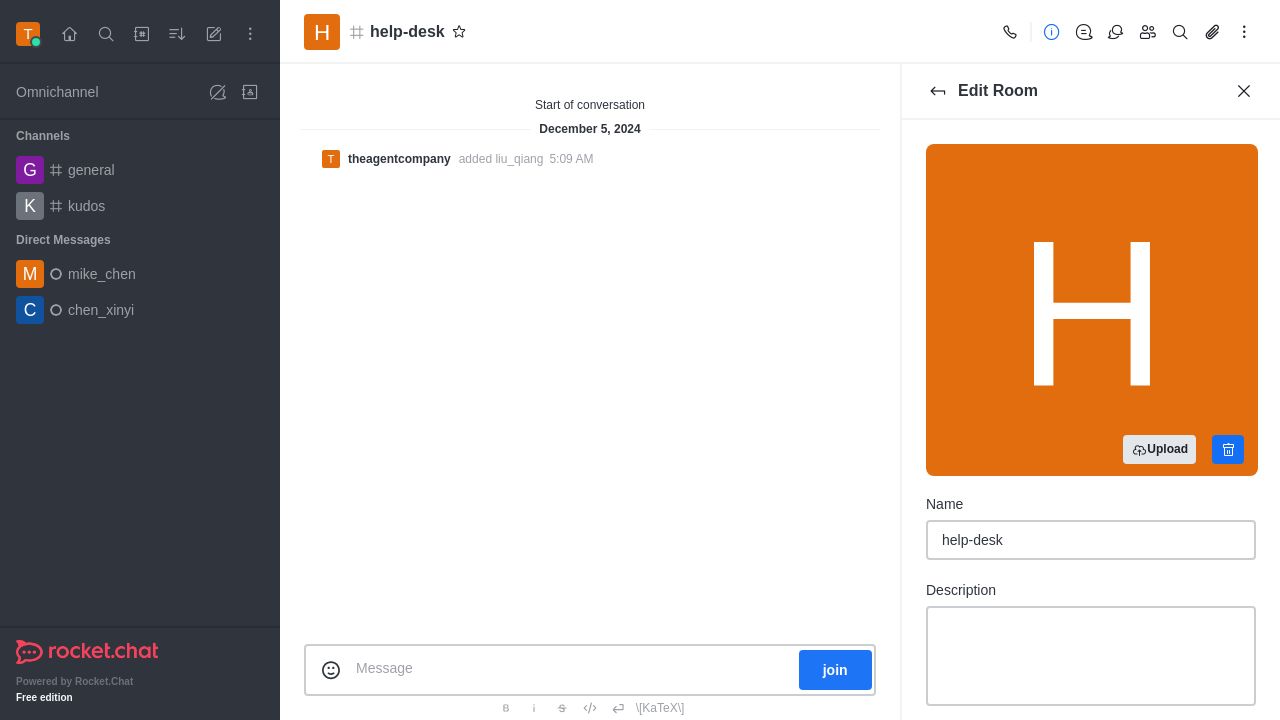 T
Omnichannel
Channels
G general
K kudos
Direct Messages
M mike_chen
C chen_xinyi
rocket.chat
Powered by Rocket.Chat
Free edition
H help-desk
Start of conversation
December 5, 2024
T theagentcompany added liu_qiang 5:09 AM
Message
join
\[KaTeX\]
Edit Room
H
Upload
Name
help-desk
Description